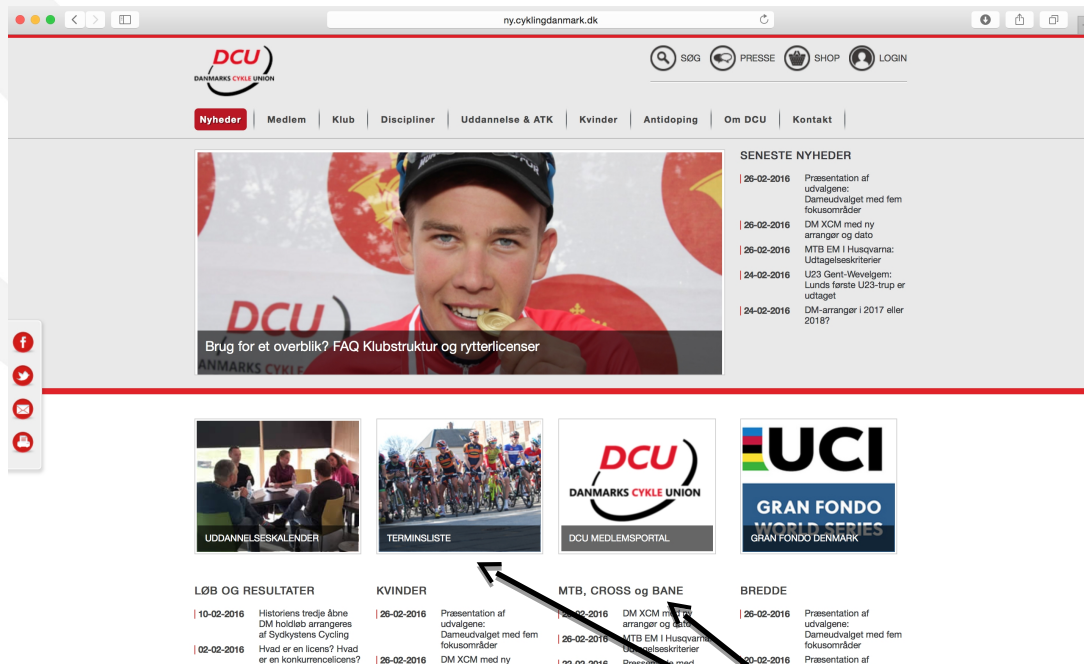 ny.cyklingdanmark.dk
DCU
DANMARKS CYKLE UNION
SØG
PRESSE
SHOP
LOGIN
Nyheder
Medlem
Klub
Discipliner
Uddannelse & ATK
Kvinder
Antidoping
Om DCU
Kontakt
DCU
ANMARKS CYKLE
Brug for et overblik? FAQ Klubstruktur og rytterlicenser
SENESTE NYHEDER
26-02-2016 Præsentation af
udvalgene:
Dameudvalget med fem
fokusområder
26-02-2016 DM XCM med ny
arrangør og dato
26-02-2016 MTB EM I Husqvarna:
Udtagelseskriterier
24-02-2016 U23 Gent-Wevelgem:
Lunds første U23-trup er
udtaget
24-02-2016 DM-arrangør i 2017 eller
2018?
UDDANNELSESKALENDER
TERMINSLISTE
DCU
DANMARKS CYKLE UNION
DCU MEDLEMSPORTAL
UCI
GRAN FONDO
WORLD SERIES
GRAN FONDO DENMARK
LØB OG RESULTATER
10-02-2016 Historiens tredje åbne
DM holdløb arrangeres
af Sydkystens Cycling
02-02-2016 Hvad er en licens? Hvad
er en konkurrencelicens?
KVINDER
26-02-2016 Præsentation af
udvalgene:
Dameudvalget med fem
fokusområder
26-02-2016 DM XCM med ny
MTB, CROSS og BANE
26-02-2016 DM XCM med ny
arrangør og dato
26-02-2016 MTB EM I Husqvarna:
Udtagelseskriterier
med
BREDDE
26-02-2016 Præsentation af
udvalgene:
Dameudvalget med fem
fokusområder
20-02-2016 Præsentation af